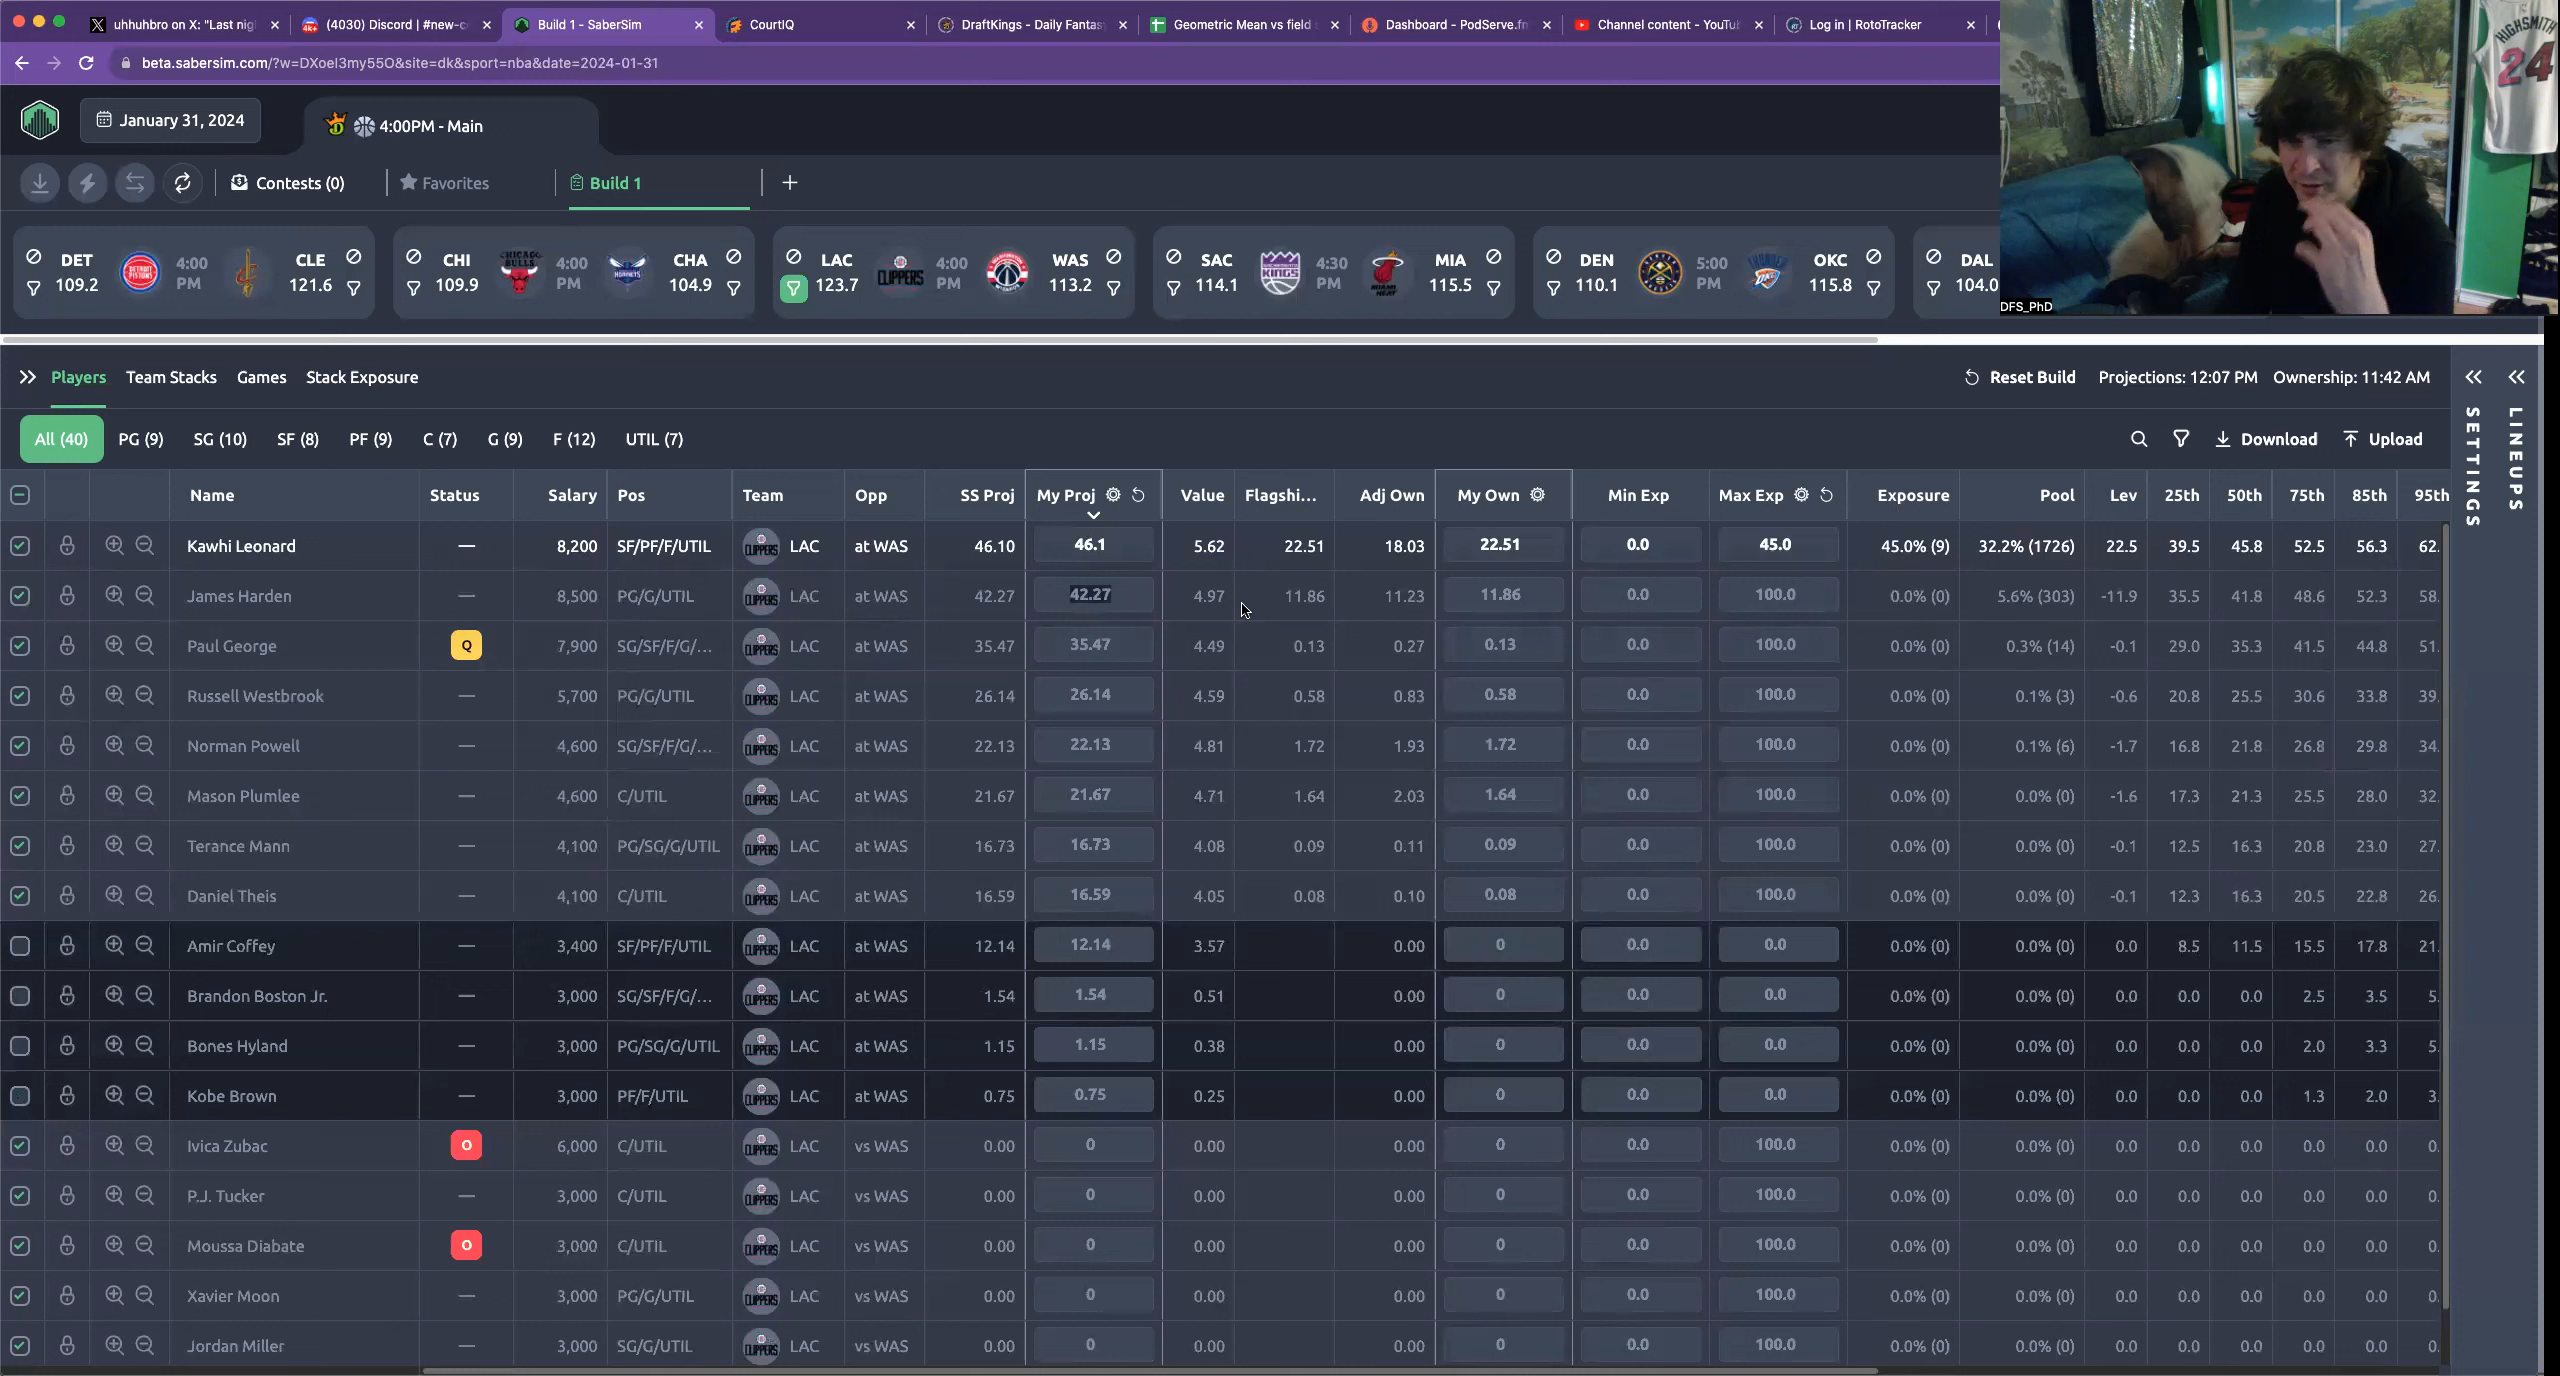 uhhuhbro on X: "Last nig
(4030) Discord | #new-c
Build 1 - SaberSim
CourtIQ
DraftKings - Daily Fantas
Geometric Mean vs field
Dashboard - PodServe.fm
Channel content - YouTu
Log in | RotoTracker
beta.sabersim.com/?w=DXoeI3my55O&site=dk&sport=nba&date=2024-01-31
HIGHSMITH
24
DFS_PhD
January 31, 2024
4:00PM - Main
Contests (0)
Favorites
Build 1
DET 109.2 4:00 PM CLE 121.6
CHI 109.9 4:00 PM CHA 104.9
LAC 123.7 4:00 PM WAS 113.2
SAC 114.1 4:30 PM MIA 115.5
DEN 110.1 5:00 PM OKC 115.8
DAL 104.0
Players Team Stacks Games Stack Exposure
Reset Build Projections: 12:07 PM Ownership: 11:42 AM
All (40) PG (9) SG (10) SF (8) PF (9) C (7) G (9) F (12) UTIL (7)
Download Upload
SETTINGS
LINEUPS
Name Status Salary Pos Team Opp SS Proj My Proj Value Flagshi... Adj Own My Own Min Exp Max Exp Exposure Pool Lev 25th 50th 75th 85th 95th
Kawhi Leonard — 8,200 SF/PF/F/UTIL LAC at WAS 46.10 46.1 5.62 22.51 18.03 22.51 0.0 45.0 45.0% (9) 32.2% (1726) 22.5 39.5 45.8 52.5 56.3 62.
James Harden — 8,500 PG/G/UTIL LAC at WAS 42.27 42.27 4.97 11.86 11.23 11.86 0.0 100.0 0.0% (0) 5.6% (303) -11.9 35.5 41.8 48.6 52.3 58.
Paul George Q 7,900 SG/SF/F/G/... LAC at WAS 35.47 35.47 4.49 0.13 0.27 0.13 0.0 100.0 0.0% (0) 0.3% (14) -0.1 29.0 35.3 41.5 44.8 51.
Russell Westbrook — 5,700 PG/G/UTIL LAC at WAS 26.14 26.14 4.59 0.58 0.83 0.58 0.0 100.0 0.0% (0) 0.1% (3) -0.6 20.8 25.5 30.6 33.8 39.
Norman Powell — 4,600 SG/SF/F/G/... LAC at WAS 22.13 22.13 4.81 1.72 1.93 1.72 0.0 100.0 0.0% (0) 0.1% (6) -1.7 16.8 21.8 26.8 29.8 34.
Mason Plumlee — 4,600 C/UTIL LAC at WAS 21.67 21.67 4.71 1.64 2.03 1.64 0.0 100.0 0.0% (0) 0.0% (0) -1.6 17.3 21.3 25.5 28.0 32.
Terance Mann — 4,100 PG/SG/G/UTIL LAC at WAS 16.73 16.73 4.08 0.09 0.11 0.09 0.0 100.0 0.0% (0) 0.0% (0) -0.1 12.5 16.3 20.8 23.0 27.
Daniel Theis — 4,100 C/UTIL LAC at WAS 16.59 16.59 4.05 0.08 0.10 0.08 0.0 100.0 0.0% (0) 0.0% (0) -0.1 12.3 16.3 20.5 22.8 26.
Amir Coffey — 3,400 SF/PF/F/UTIL LAC at WAS 12.14 12.14 3.57 0.00 0 0.0 0.0 0.0% (0) 0.0% (0) 0.0 8.5 11.5 15.5 17.8 21.
Brandon Boston Jr. — 3,000 SG/SF/F/G/... LAC at WAS 1.54 1.54 0.51 0.00 0 0.0 0.0 0.0% (0) 0.0% (0) 0.0 0.0 0.0 2.5 3.5 5.
Bones Hyland — 3,000 PG/SG/G/UTIL LAC at WAS 1.15 1.15 0.38 0.00 0 0.0 0.0 0.0% (0) 0.0% (0) 0.0 0.0 0.0 2.0 3.3 5.
Kobe Brown — 3,000 PF/F/UTIL LAC at WAS 0.75 0.75 0.25 0.00 0 0.0 0.0 0.0% (0) 0.0% (0) 0.0 0.0 0.0 1.3 2.0 3.
Ivica Zubac O 6,000 C/UTIL LAC vs WAS 0.00 0 0.00 0.00 0 0.0 100.0 0.0% (0) 0.0% (0) 0.0 0.0 0.0 0.0 0.0 0.
P.J. Tucker — 3,000 C/UTIL LAC vs WAS 0.00 0 0.00 0.00 0 0.0 100.0 0.0% (0) 0.0% (0) 0.0 0.0 0.0 0.0 0.0 0.
Moussa Diabate O 3,000 C/UTIL LAC vs WAS 0.00 0 0.00 0.00 0 0.0 100.0 0.0% (0) 0.0% (0) 0.0 0.0 0.0 0.0 0.0 0.
Xavier Moon — 3,000 PG/G/UTIL LAC vs WAS 0.00 0 0.00 0.00 0 0.0 100.0 0.0% (0) 0.0% (0) 0.0 0.0 0.0 0.0 0.0 0.
Jordan Miller — 3,000 SG/G/UTIL LAC vs WAS 0.00 0 0.00 0.00 0 0.0 100.0 0.0% (0) 0.0% (0) 0.0 0.0 0.0 0.0 0.0 0.